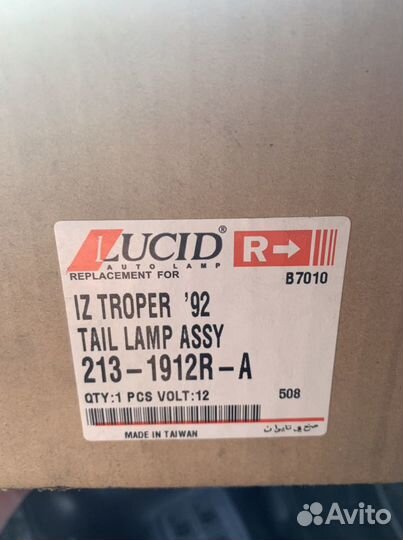 LUCID®
AUTO LAMP
REPLACEMENT FOR
R→
B7010
IZ TROPER '92
TAIL LAMP ASSY
213-1912R-A
QTY:1 PCS VOLT:12
508
MADE IN TAIWAN
صنع في تايوان
Avito